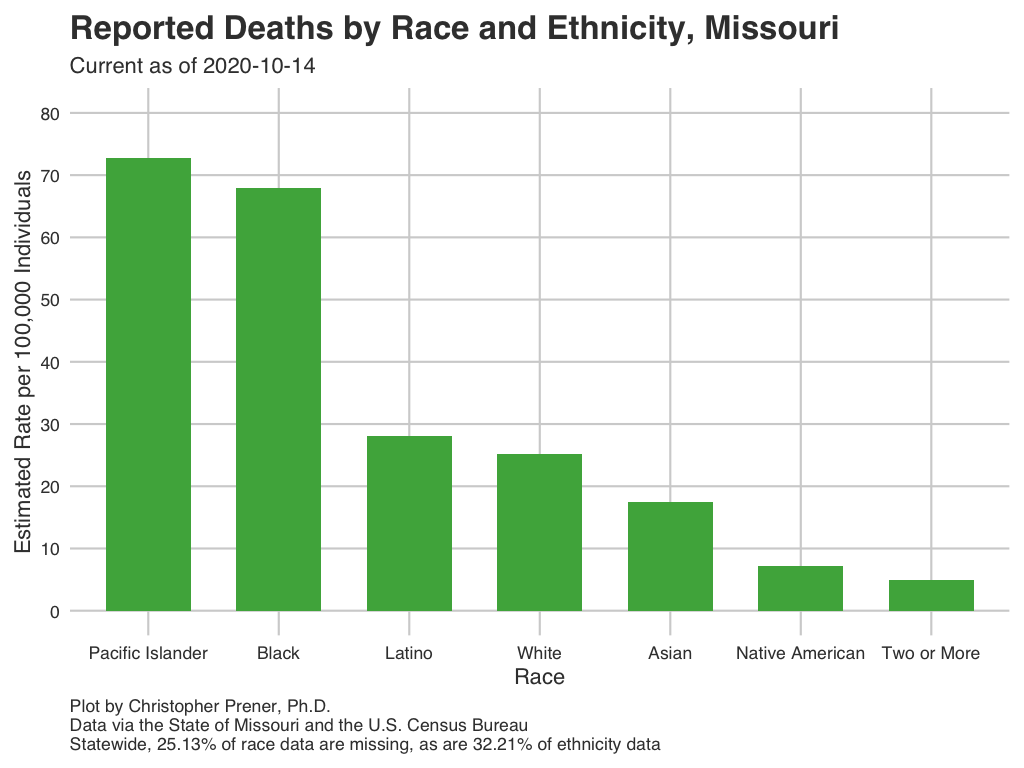 Reported Deaths by Race and Ethnicity, Missouri
Current as of 2020-10-14
Estimated Rate per 100,000 Individuals
80
70
60
50
40
30
20
10
0
Pacific Islander Black Latino White Asian Native American Two or More
Race
Plot by Christopher Prener, Ph.D.
Data via the State of Missouri and the U.S. Census Bureau
Statewide, 25.13% of race data are missing, as are 32.21% of ethnicity data